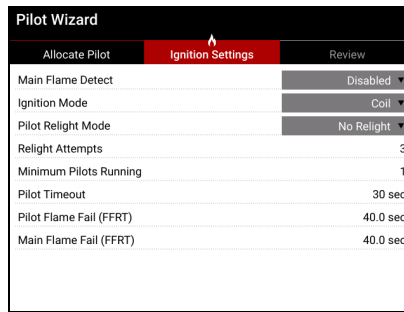 Pilot Wizard
Allocate Pilot Ignition Settings Review
Main Flame Detect Disabled
Ignition Mode Coil
Pilot Relight Mode No Relight
Relight Attempts 3
Minimum Pilots Running 1
Pilot Timeout 30 sec
Pilot Flame Fail (FFRT) 40.0 sec
Main Flame Fail (FFRT) 40.0 sec